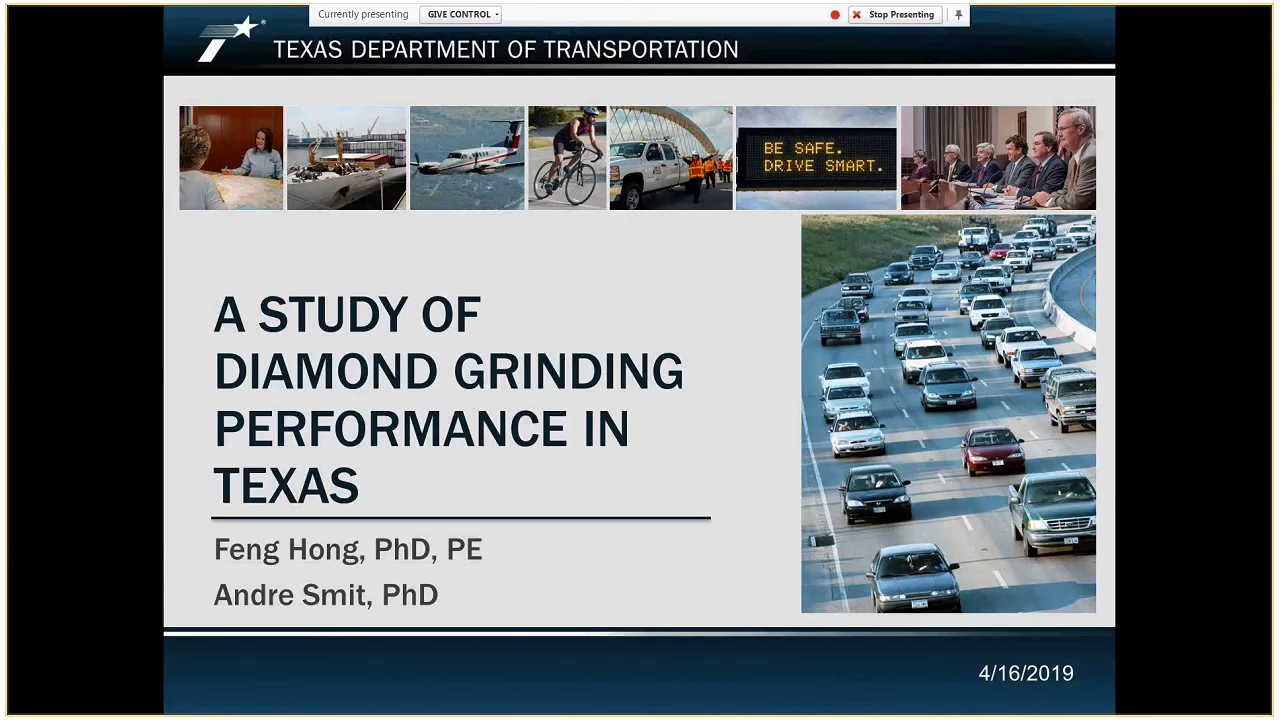 Currently presenting GIVE CONTROL Stop Presenting
TEXAS DEPARTMENT OF TRANSPORTATION
BE SAFE.
DRIVE SMART.
A STUDY OF
DIAMOND GRINDING
PERFORMANCE IN
TEXAS
Feng Hong, PhD, PE
Andre Smit, PhD
4/16/2019